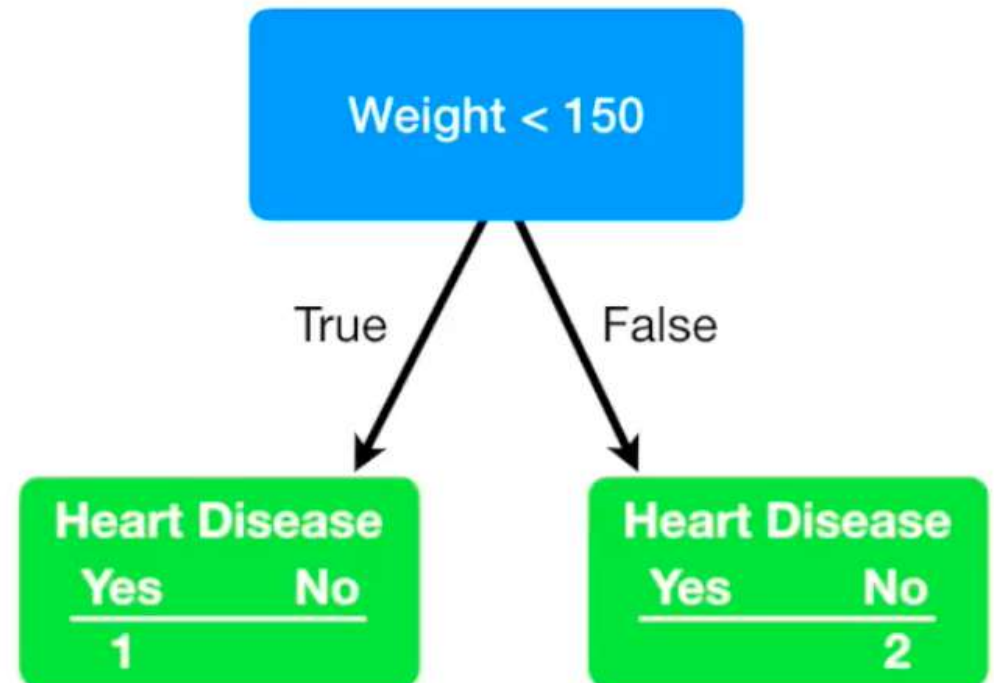 Weight < 150
True
False
Heart Disease
Yes No
1
Heart Disease
Yes No
2